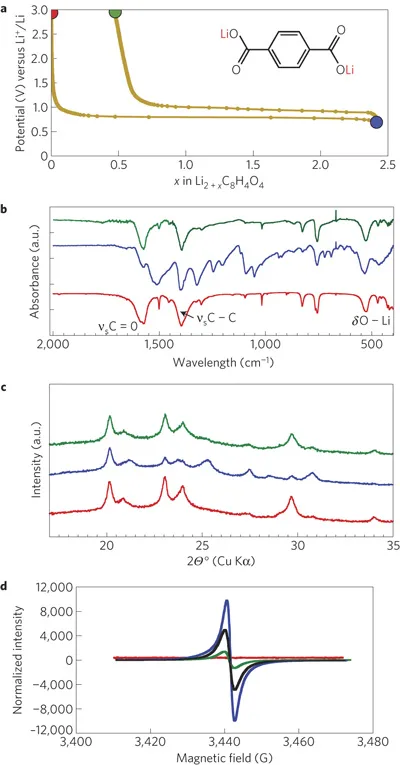 a
3.0
2.5
2.0
1.5
1.0
0.5
0
Potential (V) versus Li⁺/Li
LiO
O
O
OLi
0 0.5 1.0 1.5 2.0 2.5
x in Li₂₊ₓC₈H₄O₄
b
Absorbance (a.u.)
νₛC = 0
νₛC − C
δO − Li
2,000 1,500 1,000 500
Wavelength (cm⁻¹)
c
Intensity (a.u.)
20 25 30 35
2Θ° (Cu Kα)
d
12,000
8,000
4,000
0
−4,000
−8,000
−12,000
Normalized intensity
3,400 3,420 3,440 3,460 3,480
Magnetic field (G)